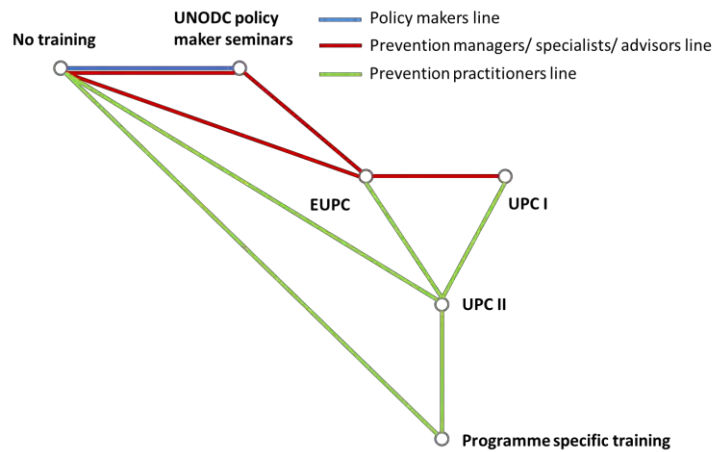 UNODC policy
maker seminars
No training
Policy makers line
Prevention managers/ specialists/ advisors line
Prevention practitioners line
EUPC
UPC I
UPC II
Programme specific training